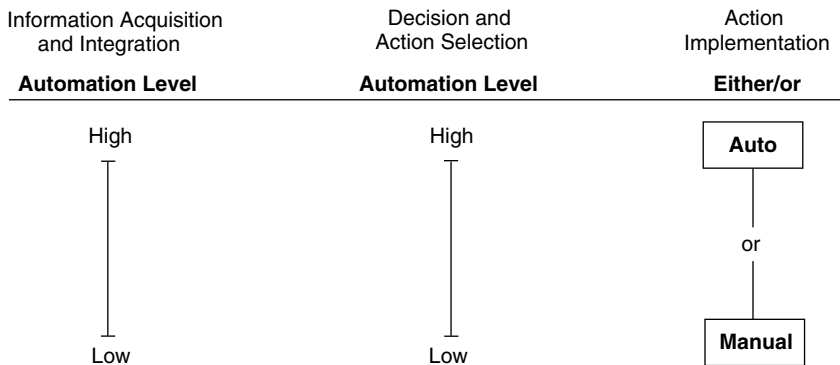 Information Acquisition
and Integration
Automation Level
High
Low
Decision and
Action Selection
Automation Level
High
Low
Action
Implementation
Either/or
Auto
or
Manual